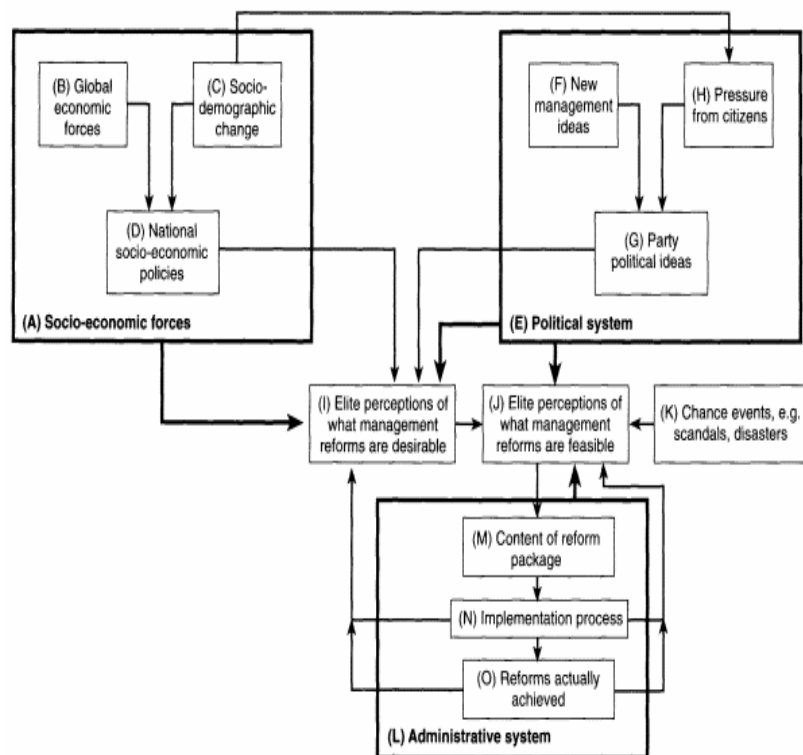 (B) Global
economic
forces
(C) Socio-
demographic
change
(D) National
socio-economic
policies
(A) Socio-economic forces
(F) New
management
ideas
(H) Pressure
from citizens
(G) Party
political ideas
(E) Political system
(I) Elite perceptions of
what management
reforms are desirable
(J) Elite perceptions of
what management
reforms are feasible
(K) Chance events, e.g.
scandals, disasters
(M) Content of reform
package
(N) Implementation process
(O) Reforms actually
achieved
(L) Administrative system